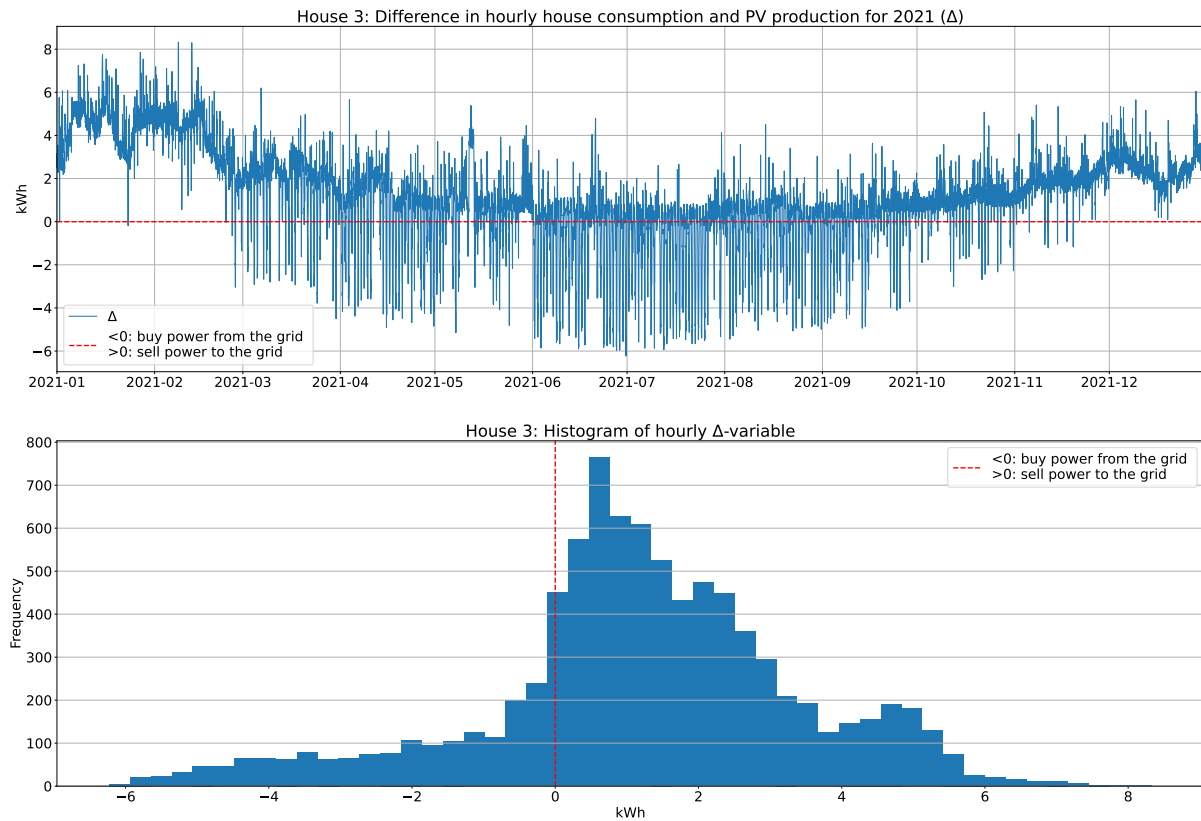 House 3: Difference in hourly house consumption and PV production for 2021 (Δ)
8
6
4
2
0
−2
−4
−6
kWh
Δ
<0: buy power from the grid
>0: sell power to the grid
2021-01 2021-02 2021-03 2021-04 2021-05 2021-06 2021-07 2021-08 2021-09 2021-10 2021-11 2021-12
House 3: Histogram of hourly Δ-variable
800
700
600
500
400
300
200
100
0
Frequency
<0: buy power from the grid
>0: sell power to the grid
−6 −4 −2 0 2 4 6 8
kWh